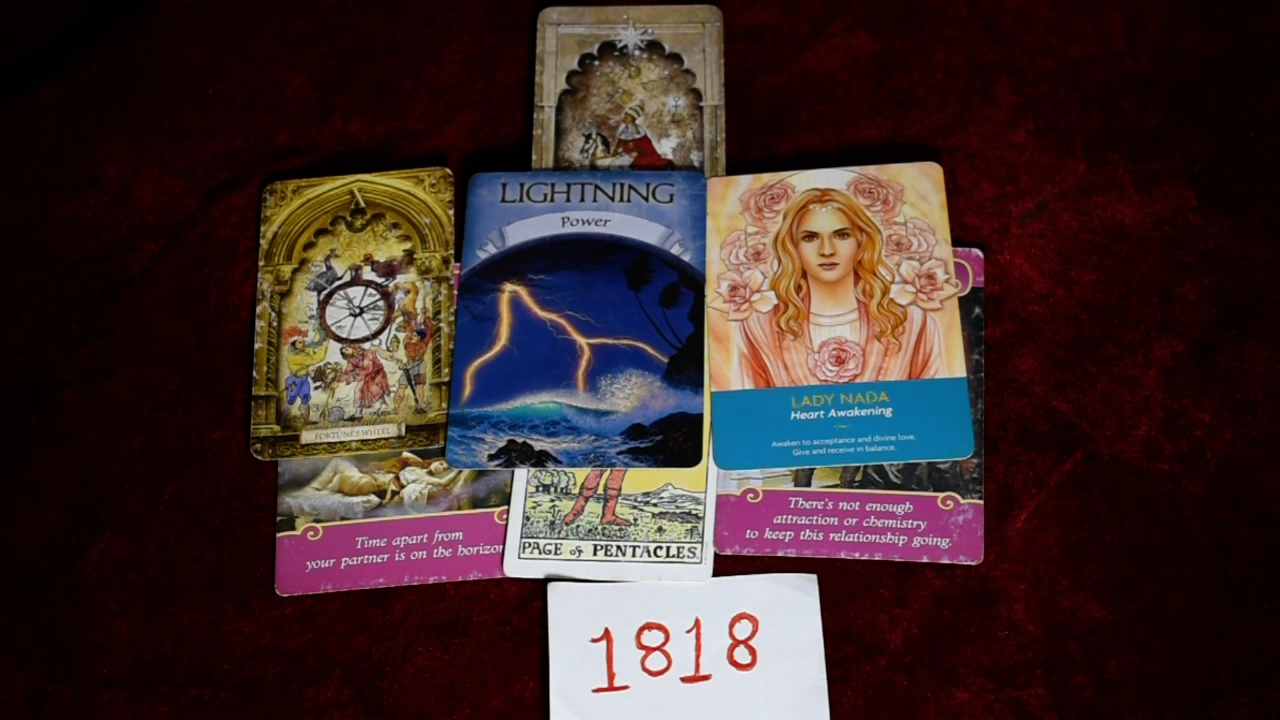 LIGHTNING
Power
FORTUNE'S WHEEL
LADY NADA
Heart Awakening
Awaken to acceptance and divine love.
Give and receive in balance.
Time apart from
your partner is on the horizon
PAGE of PENTACLES.
There's not enough
attraction or chemistry
to keep this relationship going.
1818